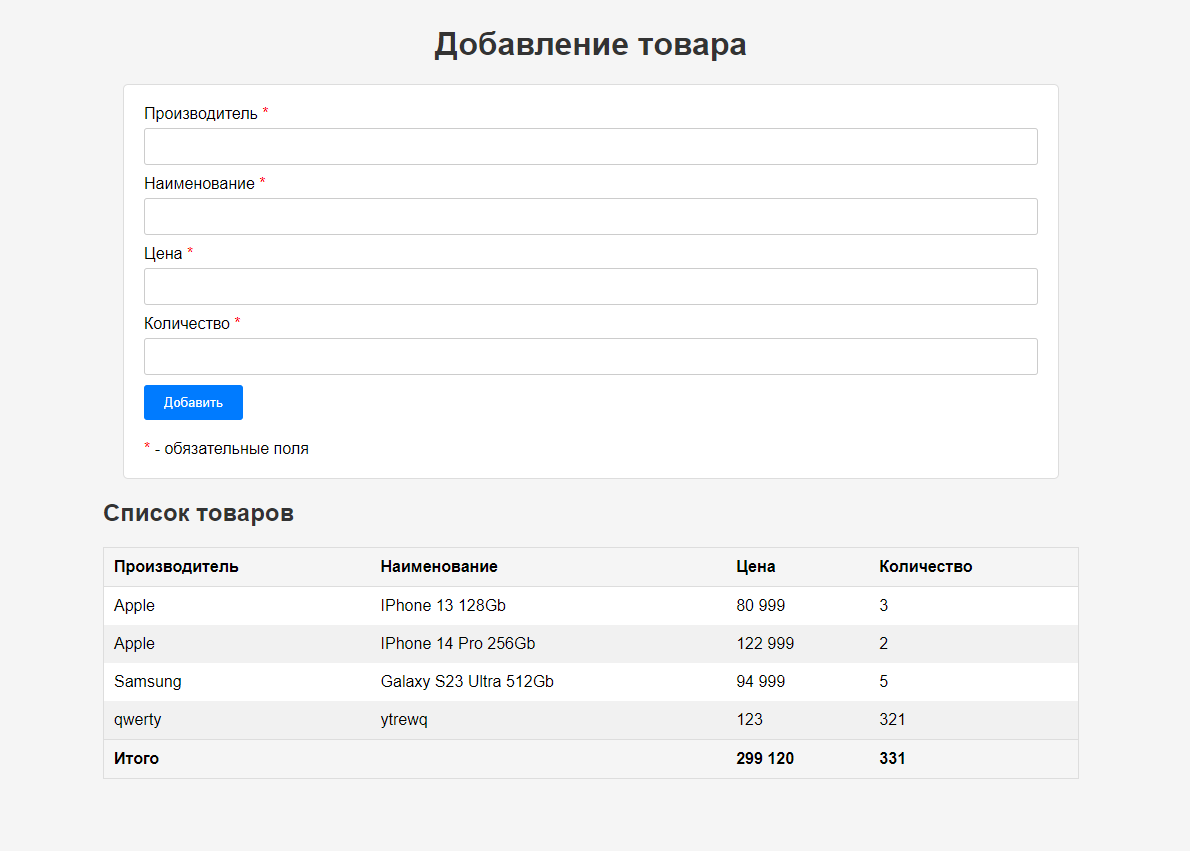 Добавление товара
Производитель *
Наименование *
Цена *
Количество *
Добавить
* - обязательные поля
Список товаров
Производитель Наименование Цена Количество
Apple IPhone 13 128Gb 80 999 3
Apple IPhone 14 Pro 256Gb 122 999 2
Samsung Galaxy S23 Ultra 512Gb 94 999 5
qwerty ytrewq 123 321
Итого 299 120 331